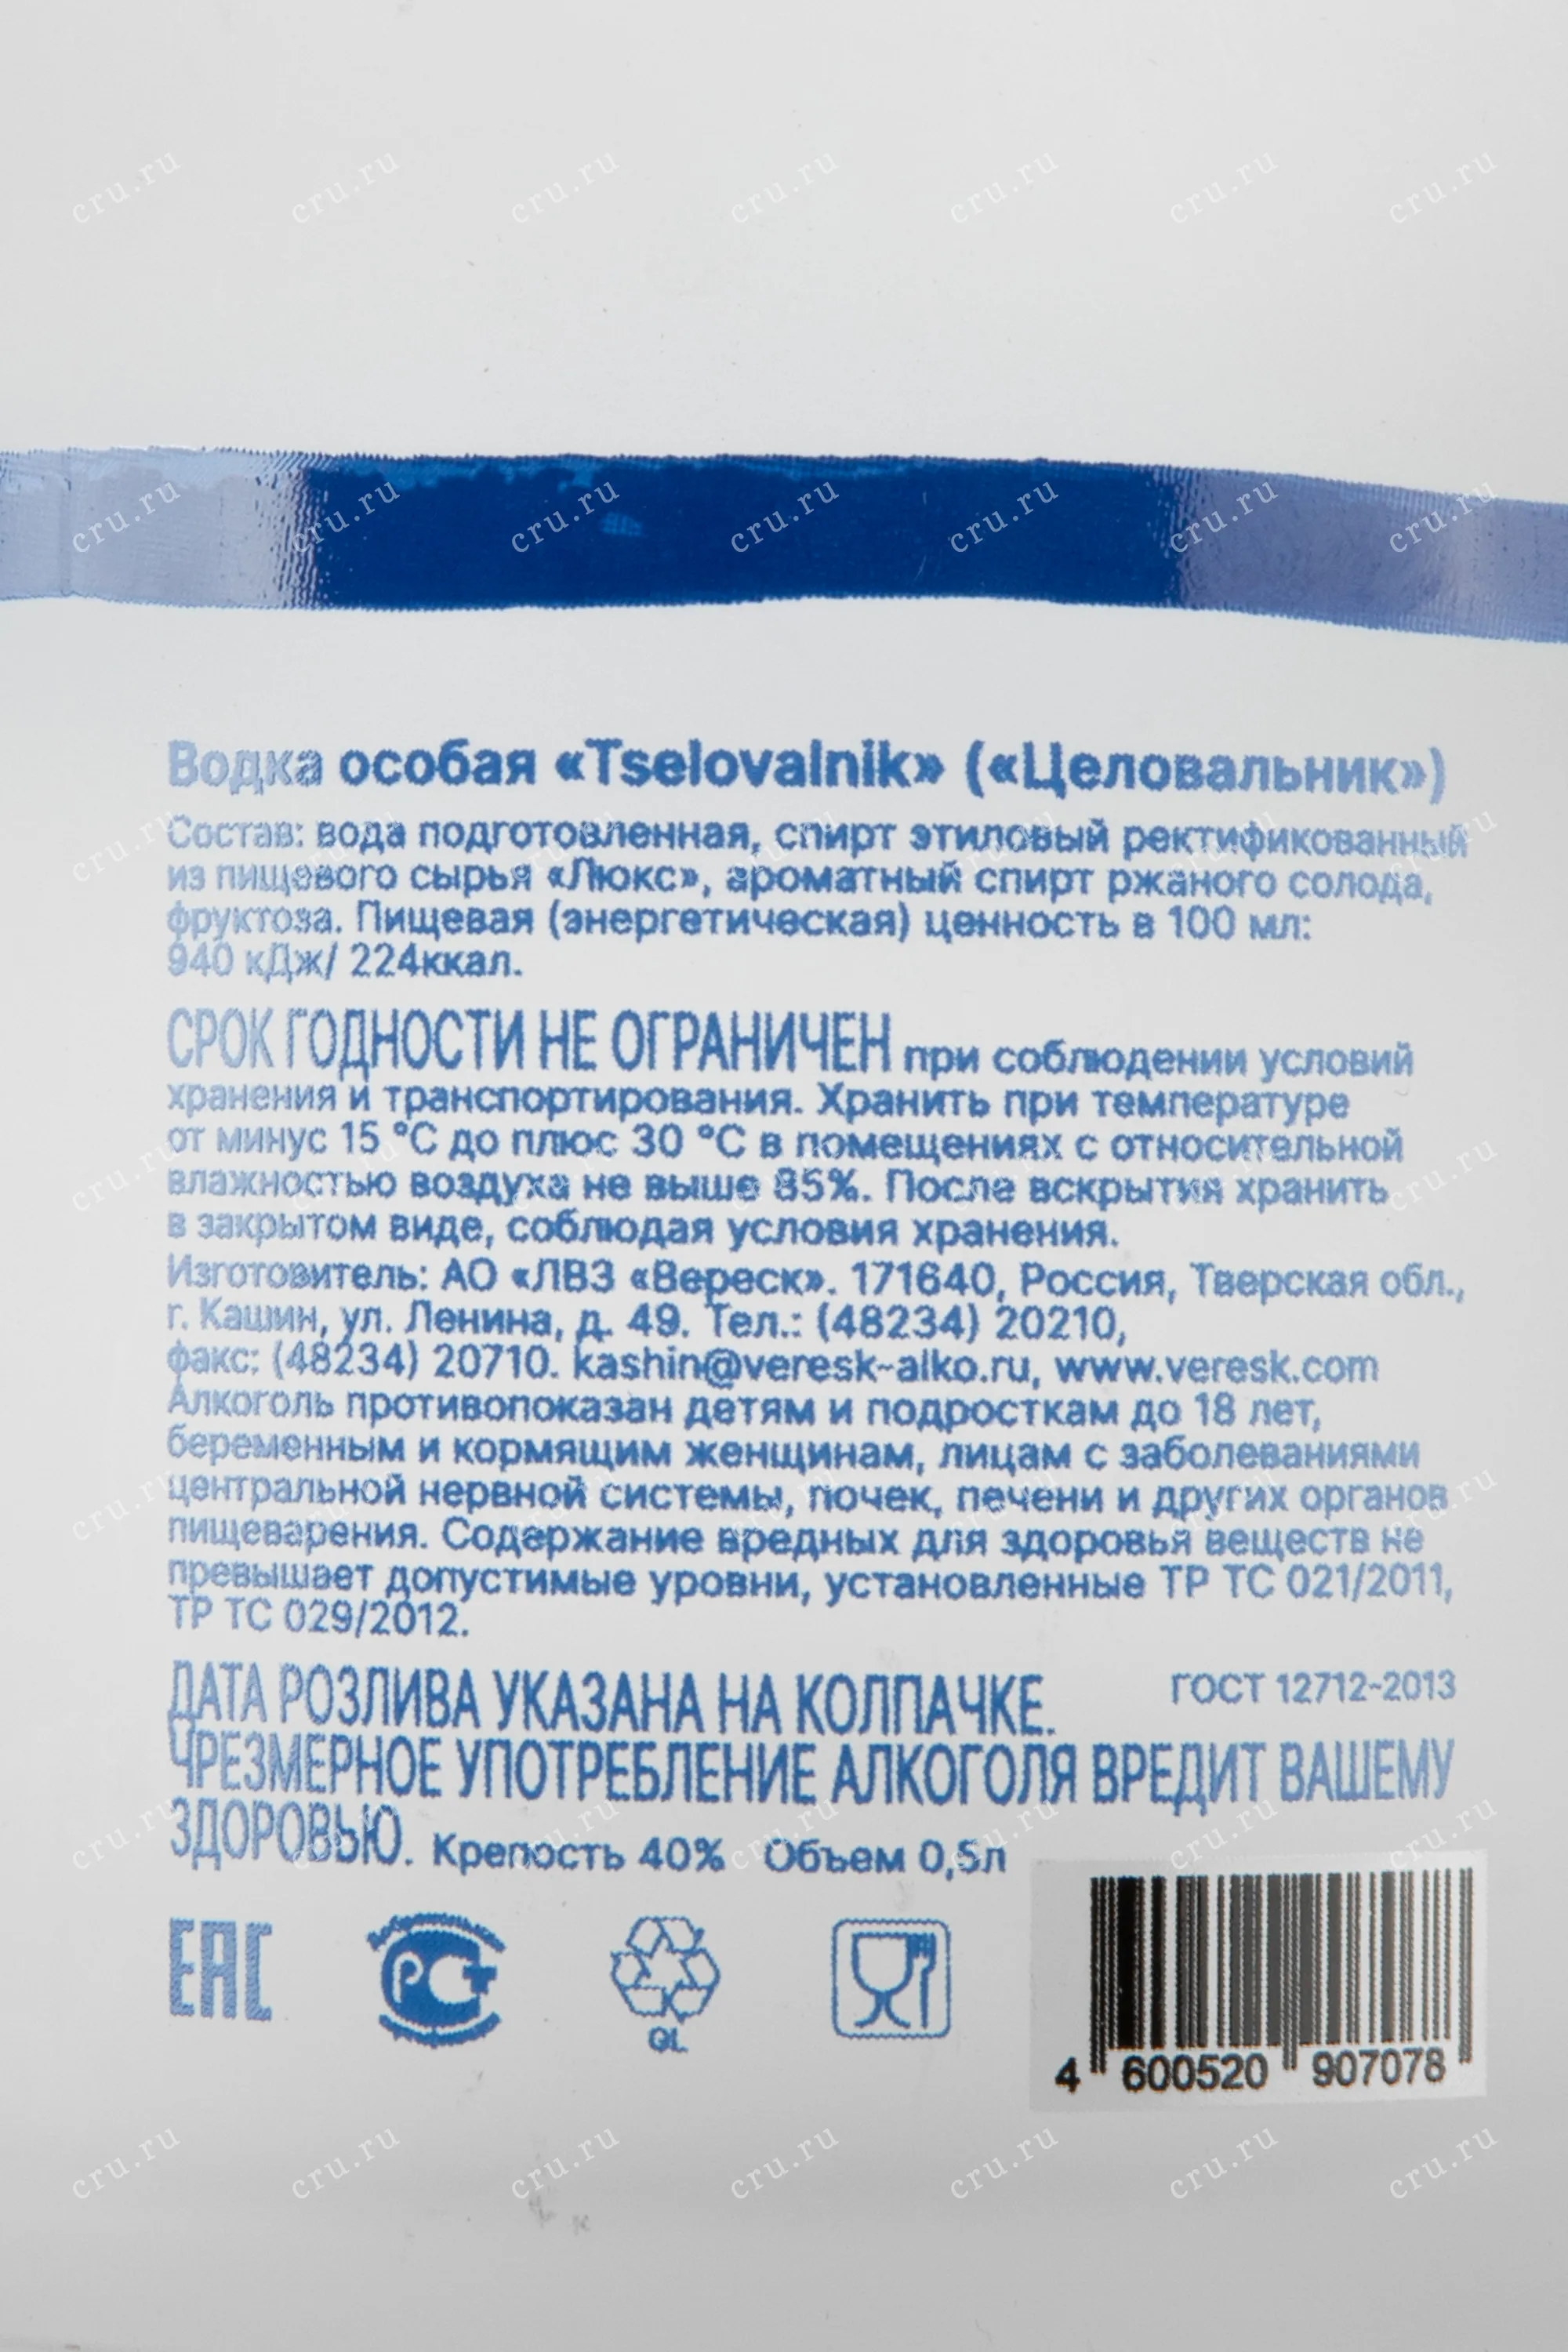 Водка особая «Tselovalnik» («Целовальник»)
Состав: вода подготовленная, спирт этиловый ректификованный
из пищевого сырья «Люкс», ароматный спирт ржаного солода,
фруктоза. Пищевая (энергетическая) ценность в 100 мл:
940 кДж/ 224ккал.
СРОК ГОДНОСТИ НЕ ОГРАНИЧЕН при соблюдении условий
хранения и транспортирования. Хранить при температуре
от минус 15 °С до плюс 30 °С в помещениях с относительной
влажностью воздуха не выше 85%. После вскрытия хранить
в закрытом виде, соблюдая условия хранения.
Изготовитель: АО «ЛВЗ «Вереск». 171640, Россия, Тверская обл.,
г. Кашин, ул. Ленина, д. 49. Тел.: (48234) 20210,
факс: (48234) 20710. kashin@veresk-alko.ru, www.veresk.com
Алкоголь противопоказан детям и подросткам до 18 лет,
беременным и кормящим женщинам, лицам с заболеваниями
центральной нервной системы, почек, печени и других органов
пищеварения. Содержание вредных для здоровья веществ не
превышает допустимые уровни, установленные ТР ТС 021/2011,
ТР ТС 029/2012.
ДАТА РОЗЛИВА УКАЗАНА НА КОЛПАЧКЕ. ГОСТ 12712-2013
ЧРЕЗМЕРНОЕ УПОТРЕБЛЕНИЕ АЛКОГОЛЯ ВРЕДИТ ВАШЕМУ
ЗДОРОВЬЮ. Крепость 40% Объем 0,5л
EAC
GL
4 600520 907078
cru.ru